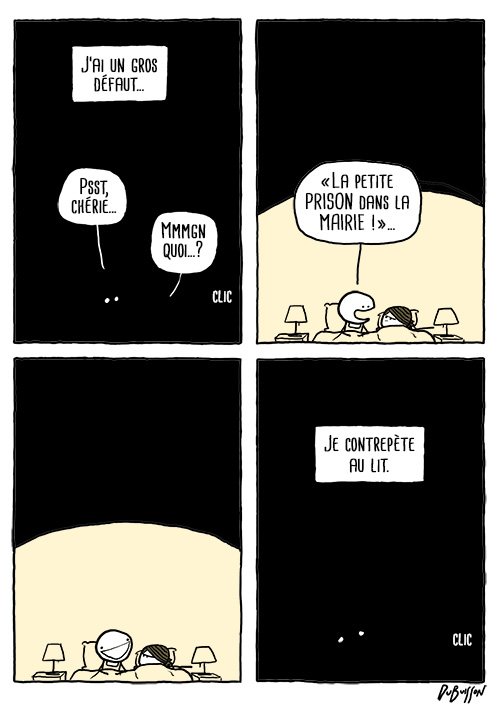 J'AI UN GROS
DÉFAUT...
PSST,
CHÉRIE...
MMMGN
QUOI...?
CLIC
«LA PETITE
PRISON DANS LA
MAIRIE !»...
JE CONTREPÈTE
AU LIT.
CLIC
DUBUISSON